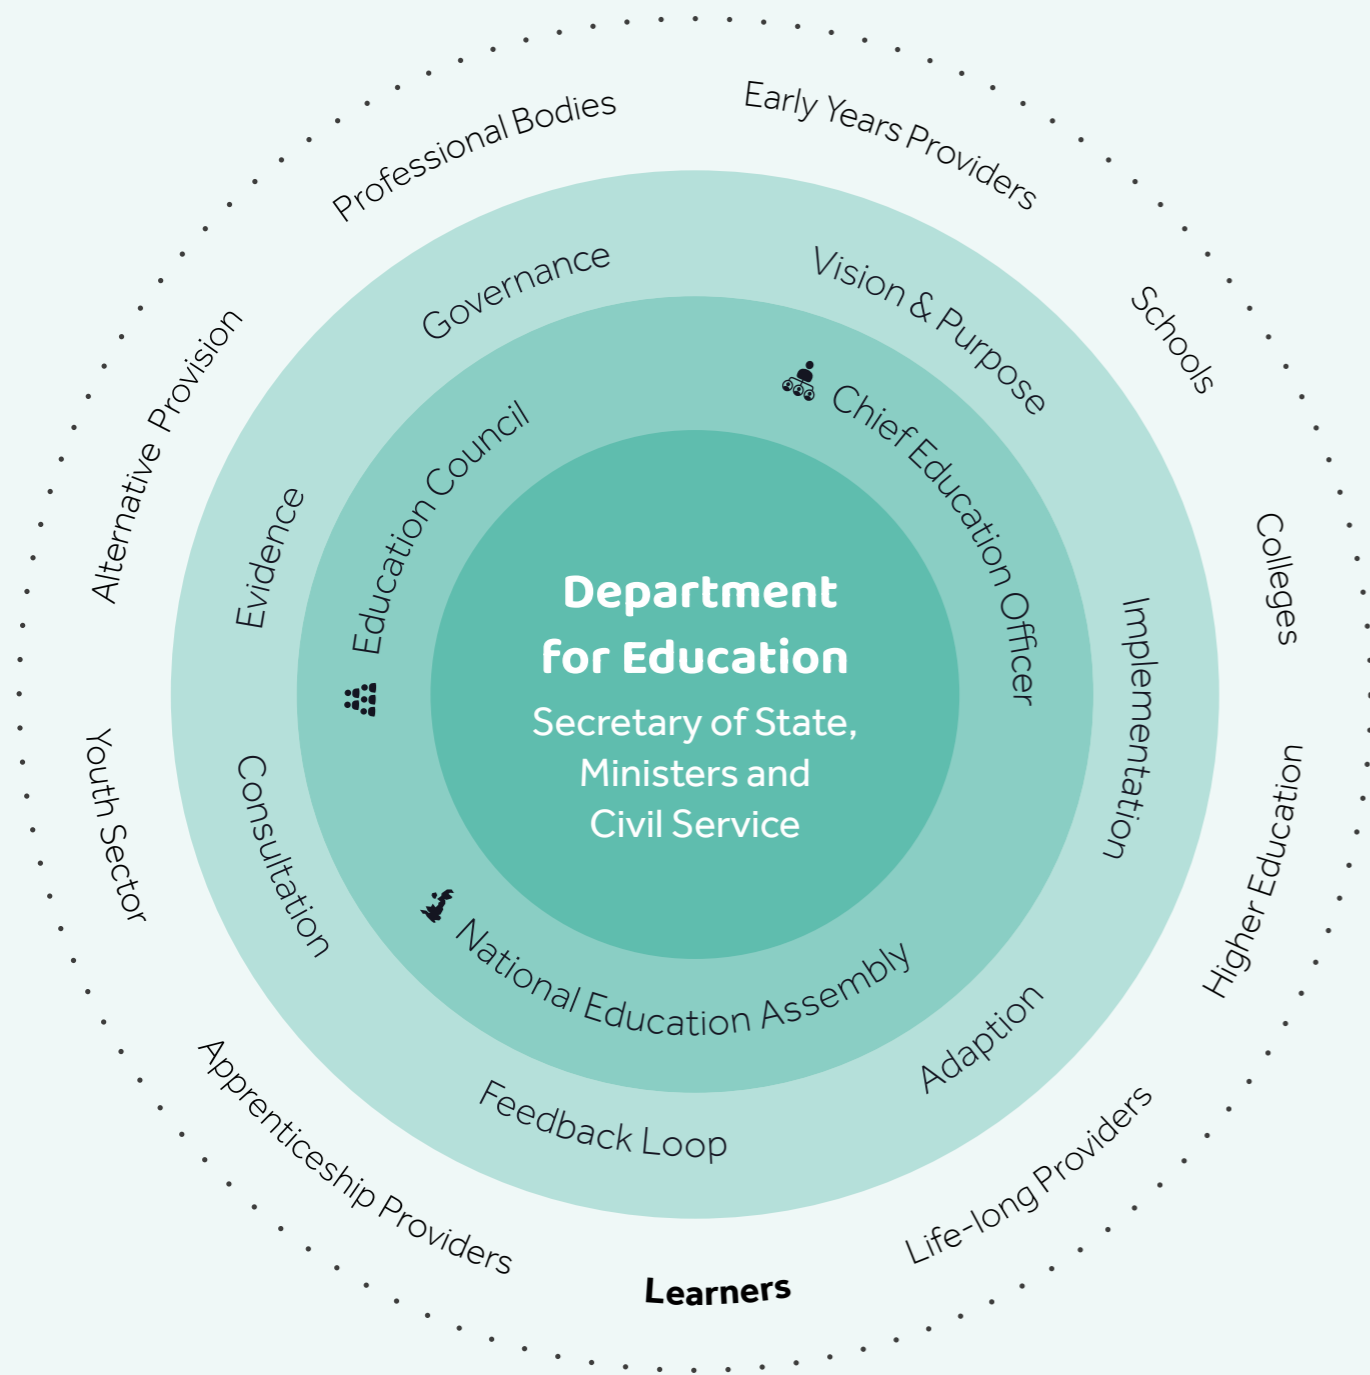 Department
for Education
Secretary of State,
Ministers and
Civil Service
Chief Education Officer
National Education Assembly
Education Council
Vision & Purpose
Implementation
Adaption
Feedback Loop
Consultation
Evidence
Governance
Early Years Providers
Schools
Colleges
Higher Education
Life-long Providers
Learners
Apprenticeship Providers
Youth Sector
Alternative Provision
Professional Bodies